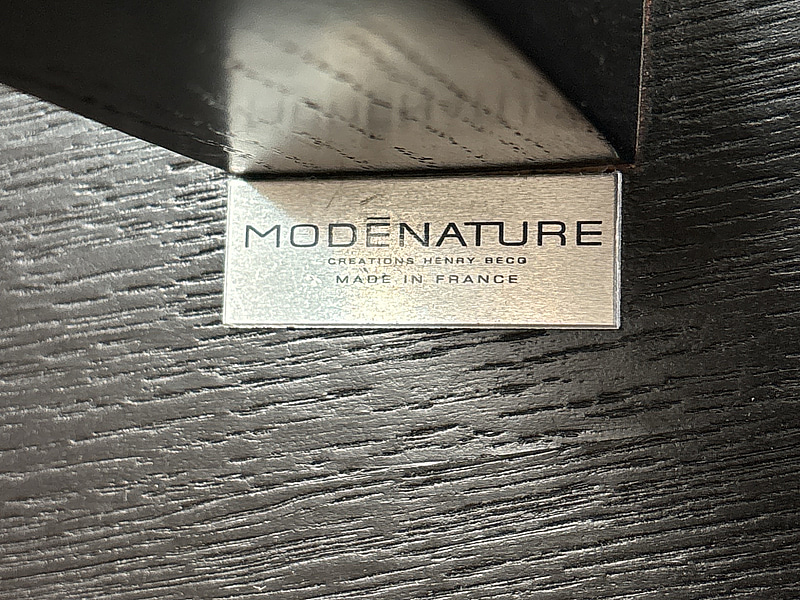 MODĒNATURE
CREATIONS HENRY BECQ
MADE IN FRANCE